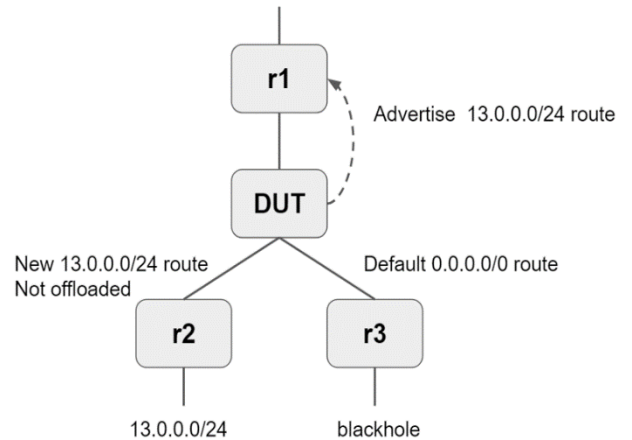 r1
Advertise 13.0.0.0/24 route
DUT
New 13.0.0.0/24 route
Not offloaded
Default 0.0.0.0/0 route
r2
r3
13.0.0.0/24
blackhole